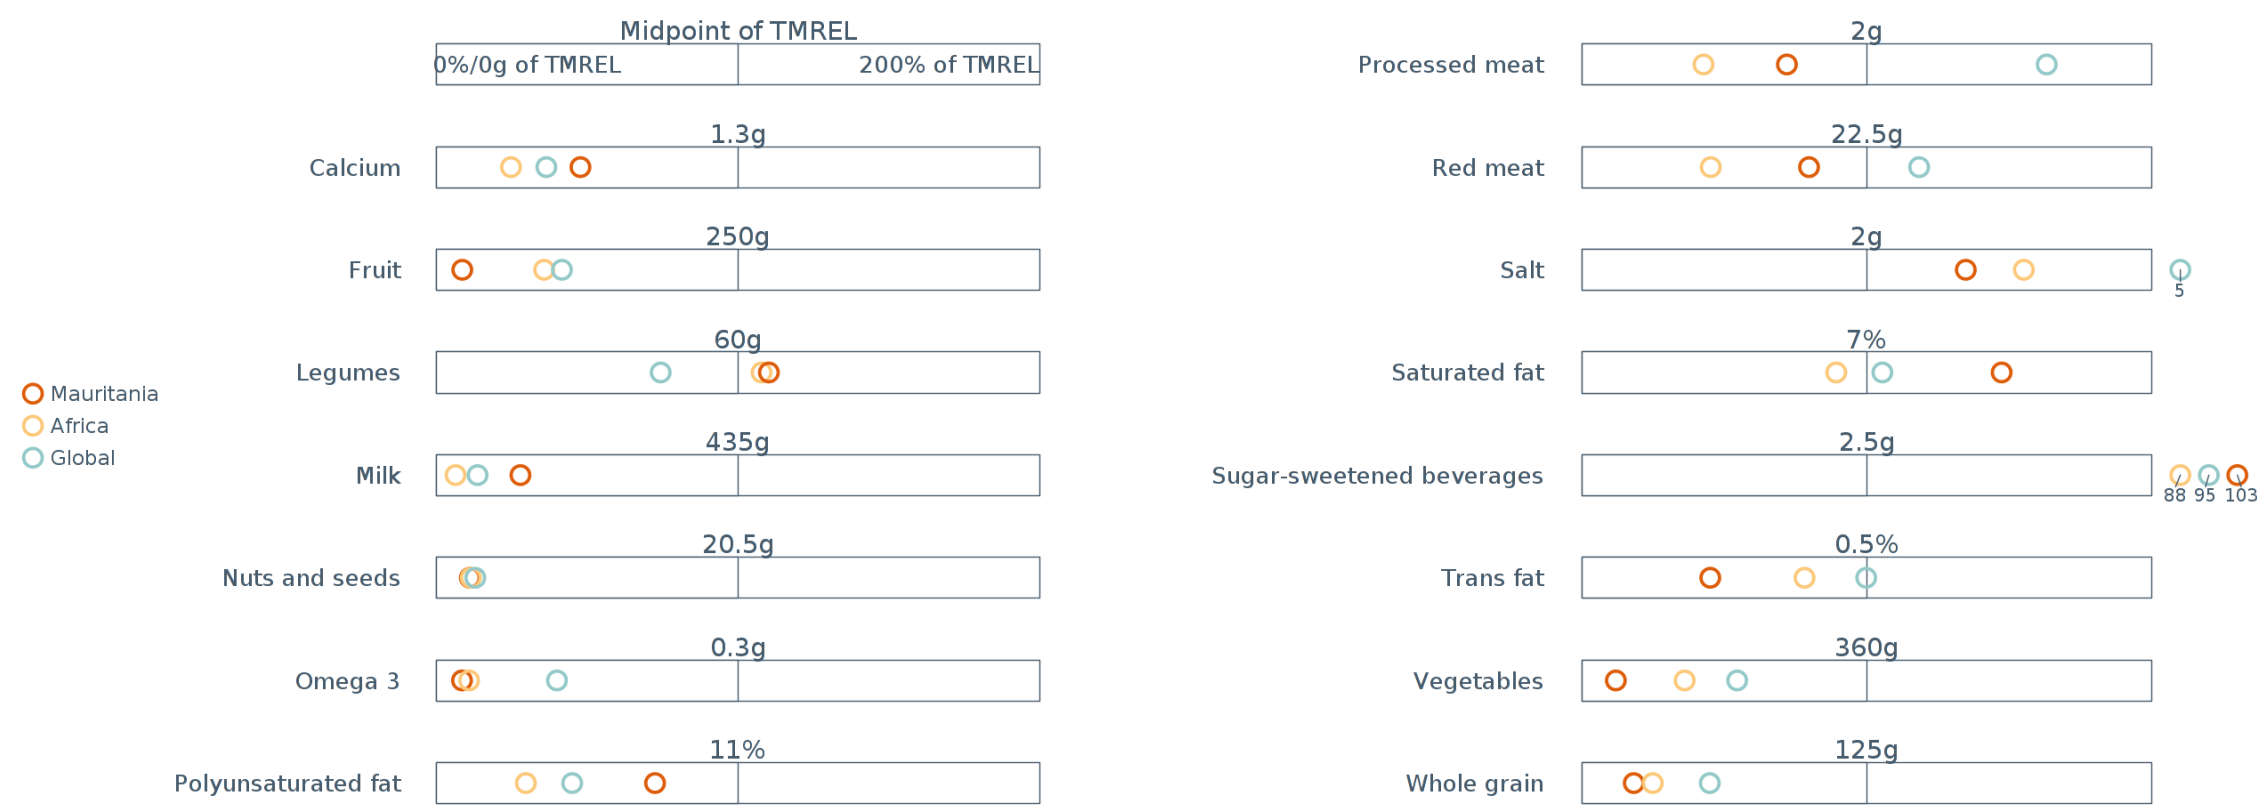 Midpoint of TMREL
0%/0g of TMREL
200% of TMREL
1.3g
Calcium
250g
Fruit
60g
Legumes
435g
Milk
20.5g
Nuts and seeds
0.3g
Omega 3
11%
Polyunsaturated fat
Mauritania
Africa
Global
2g
Processed meat
22.5g
Red meat
2g
Salt
5
7%
Saturated fat
2.5g
Sugar-sweetened beverages
88 95 103
0.5%
Trans fat
360g
Vegetables
125g
Whole grain